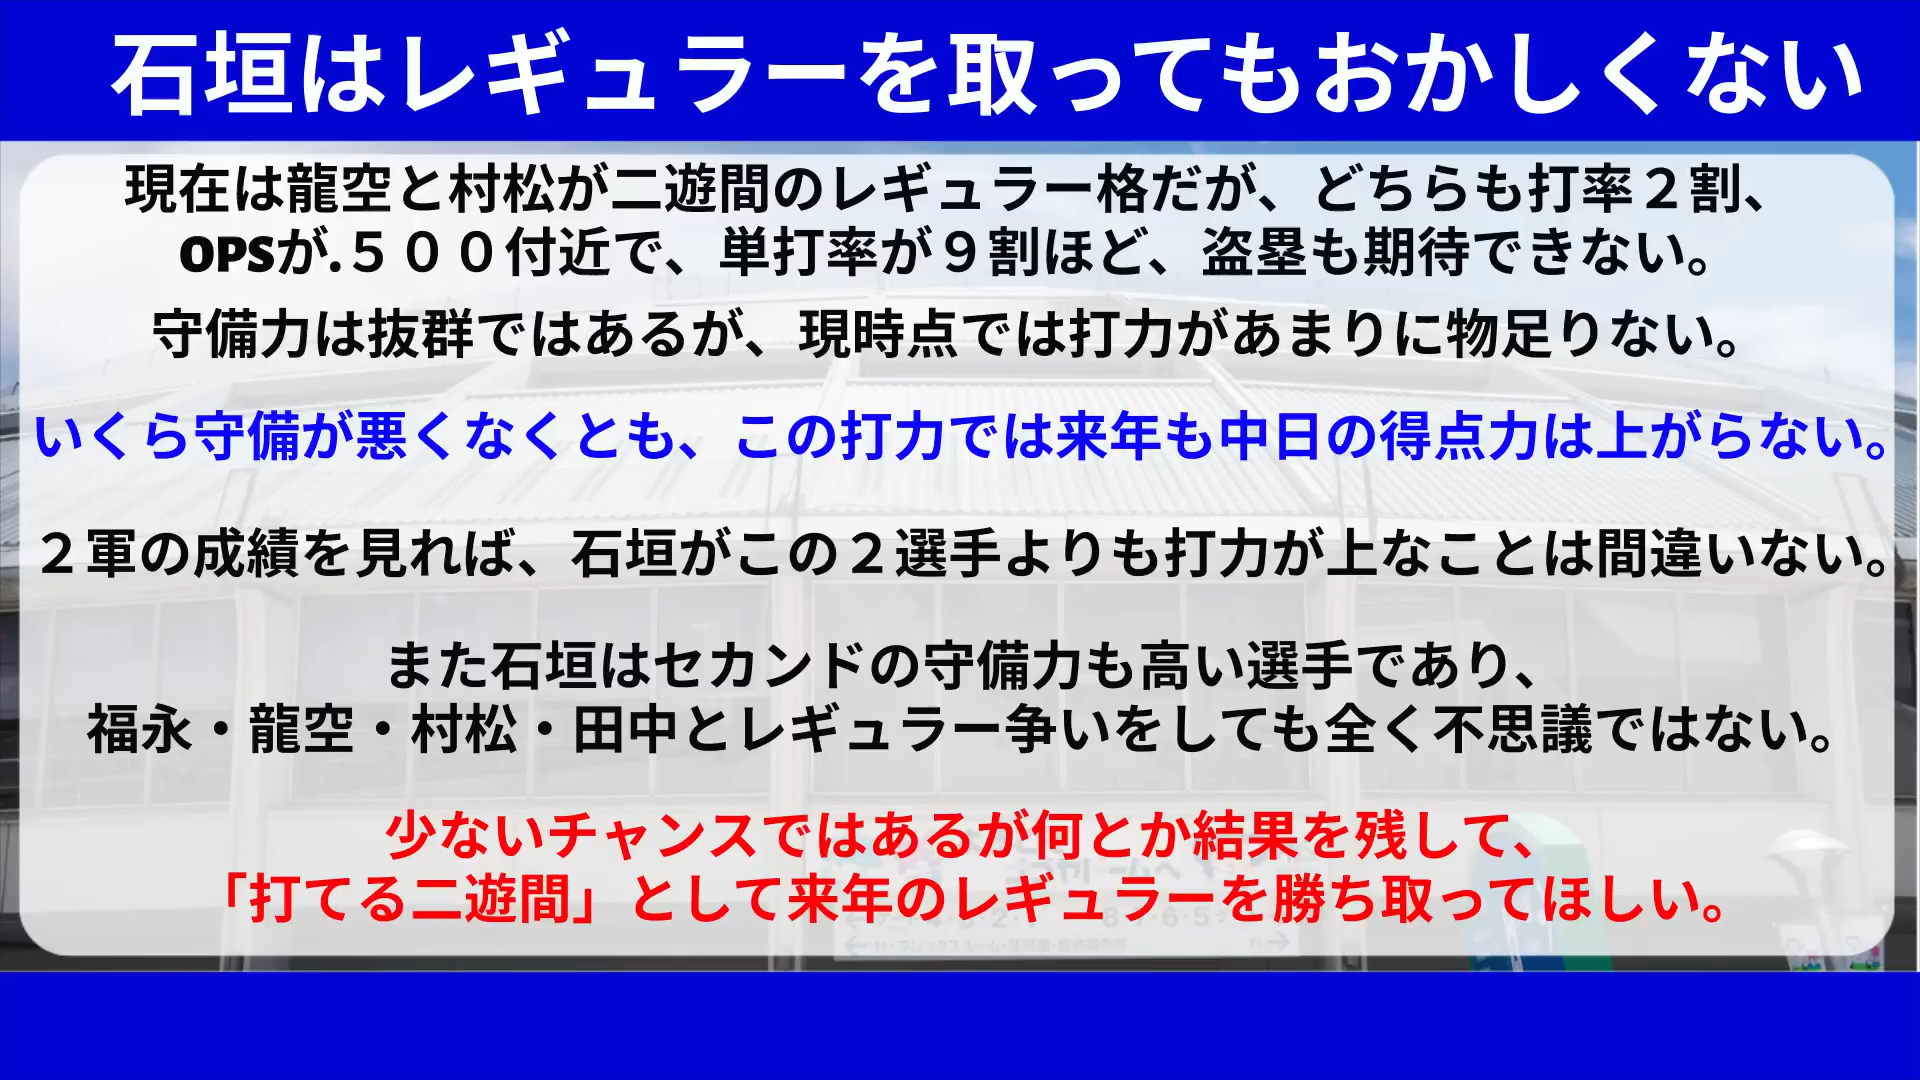 石垣はレギュラーを取ってもおかしくない
現在は龍空と村松が二遊間のレギュラー格だが、どちらも打率２割、
OPSが.５００付近で、単打率が９割ほど、盗塁も期待できない。
守備力は抜群ではあるが、現時点では打力があまりに物足りない。
いくら守備が悪くなくとも、この打力では来年も中日の得点力は上がらない。
２軍の成績を見れば、石垣がこの２選手よりも打力が上なことは間違いない。
また石垣はセカンドの守備力も高い選手であり、
福永・龍空・村松・田中とレギュラー争いをしても全く不思議ではない。
少ないチャンスではあるが何とか結果を残して、
「打てる二遊間」として来年のレギュラーを勝ち取ってほしい。